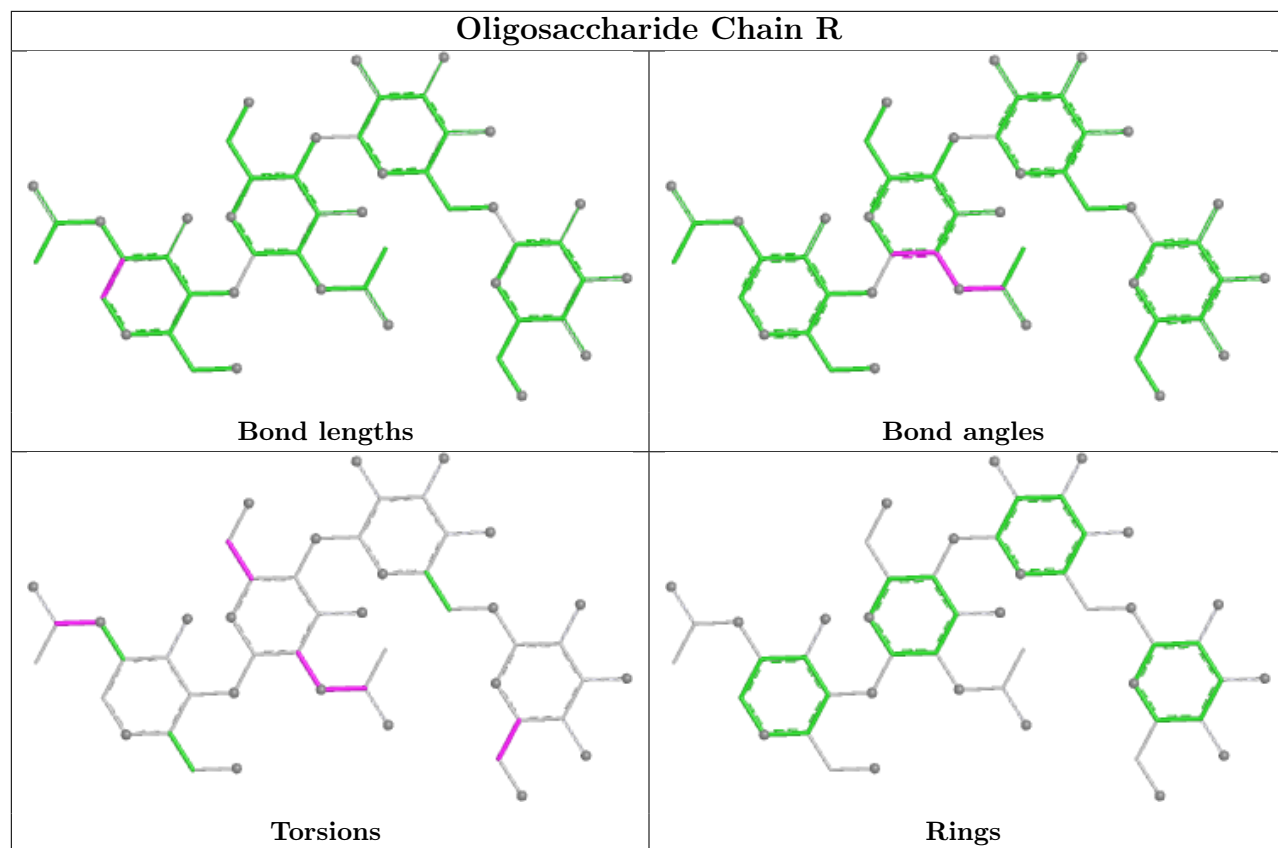 Oligosaccharide Chain R
Bond lengths
Bond angles
Torsions
Rings